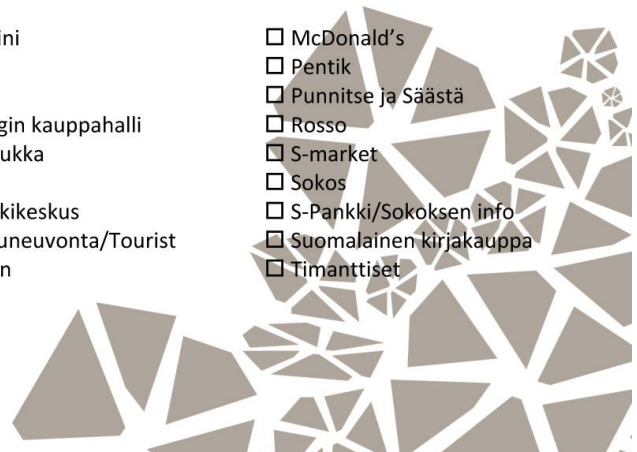 ini
gin kauppahalli
ukka
kikeskus
uneuvonta/Tourist
n
☐ McDonald's
☐ Pentik
☐ Punnitse ja Säästä
☐ Rosso
☐ S-market
☐ Sokos
☐ S-Pankki/Sokoksen info
☐ Suomalainen kirjakauppa
☐ Timanttiset